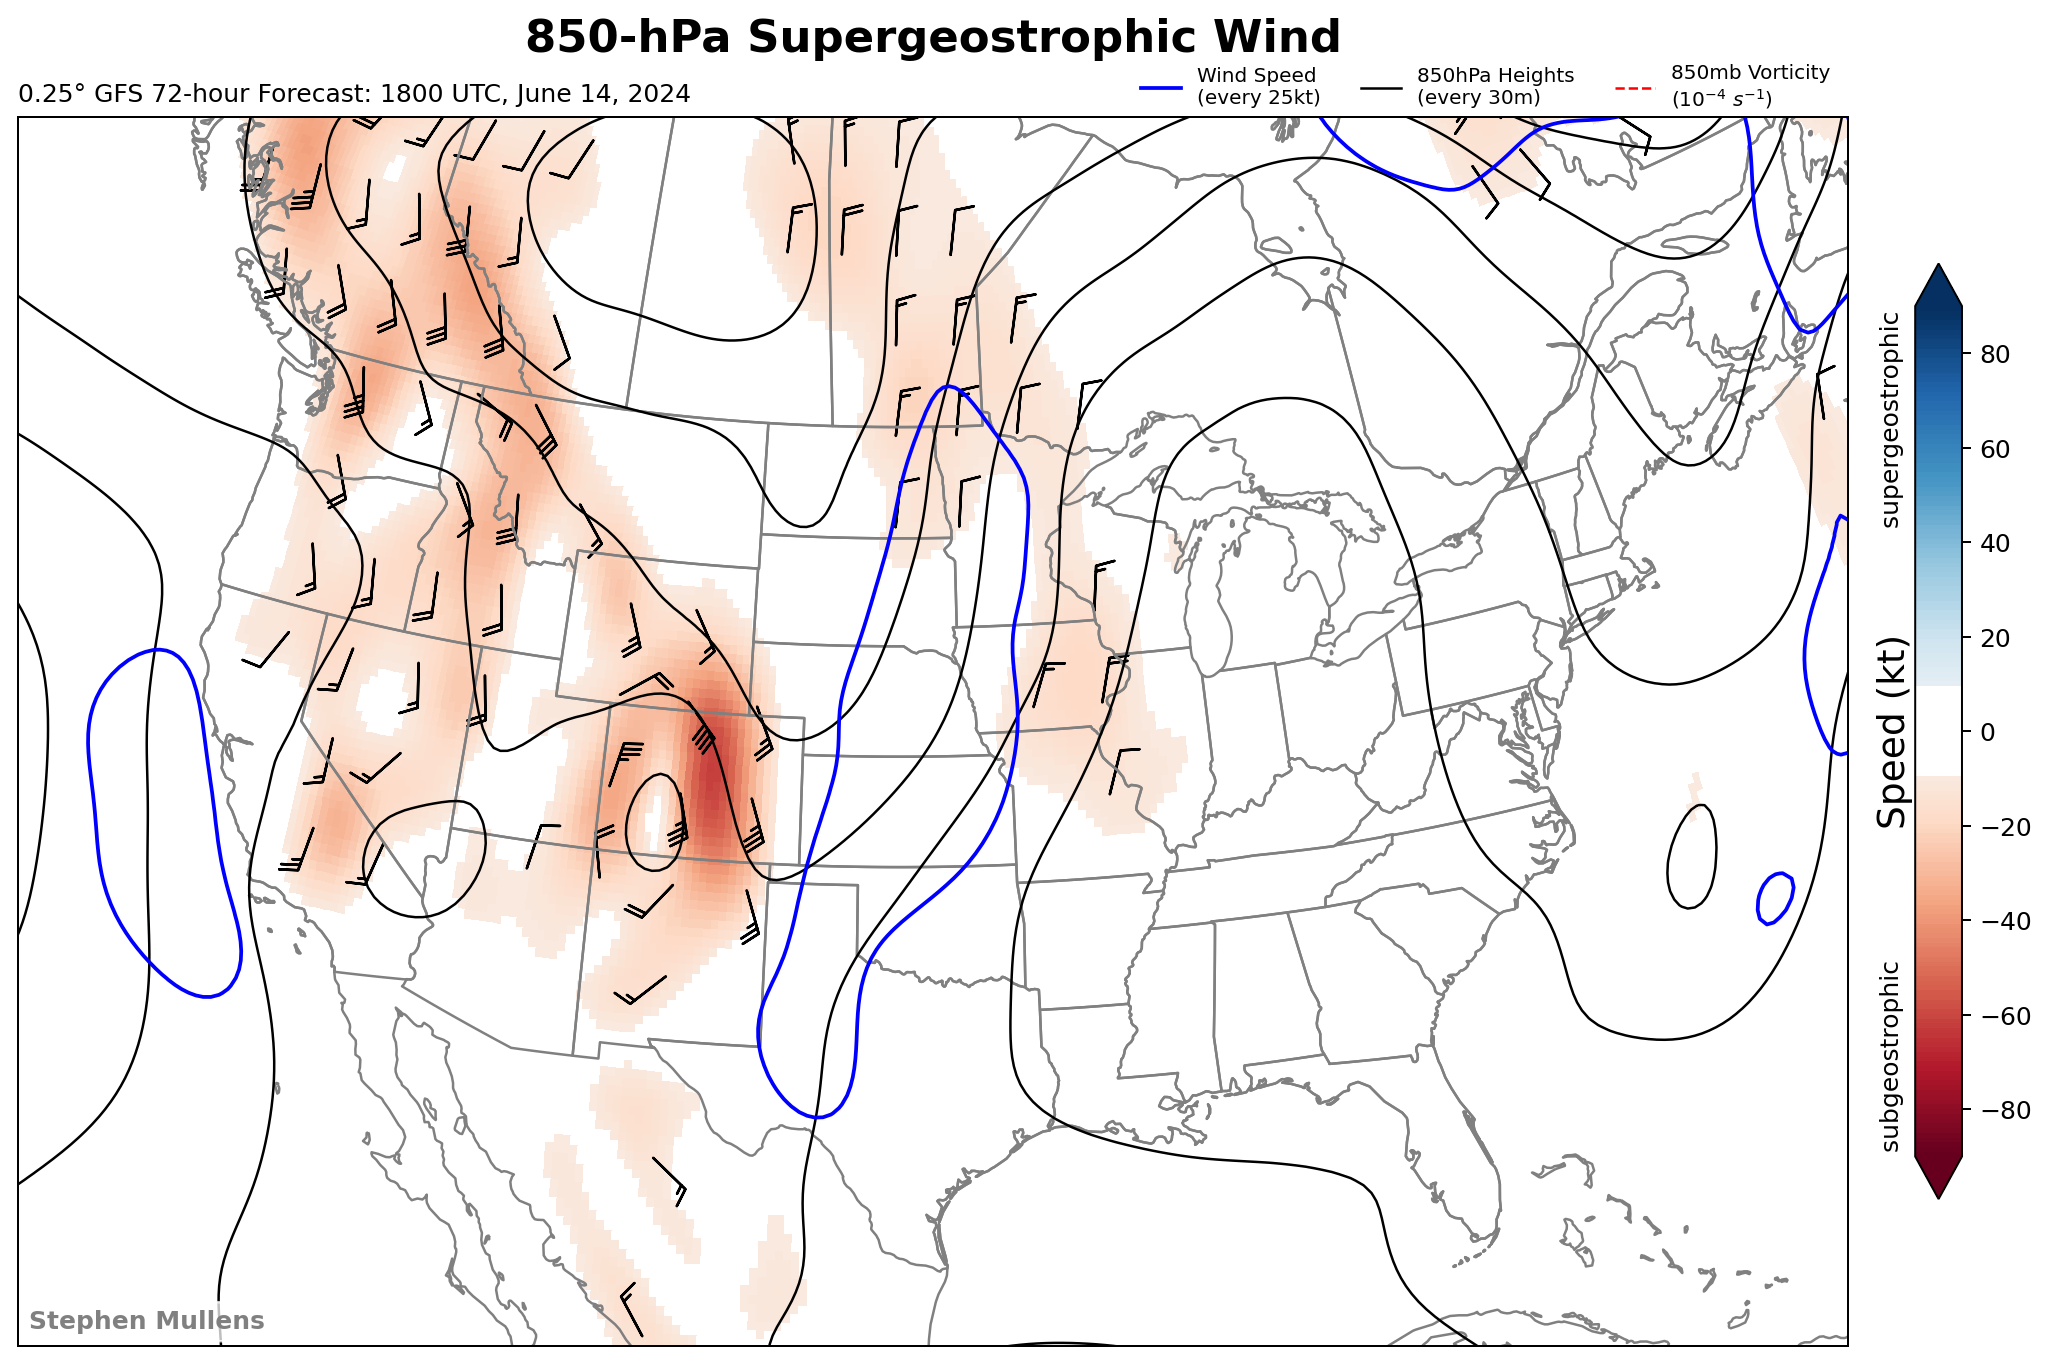 850-hPa Supergeostrophic Wind
0.25° GFS 72-hour Forecast: 1800 UTC, June 14, 2024
Wind Speed
(every 25kt)
850hPa Heights
(every 30m)
850mb Vorticity
(10⁻⁴ s⁻¹)
supergeostrophic
Speed (kt)
subgeostrophic
80
60
40
20
0
−20
−40
−60
−80
Stephen Mullens